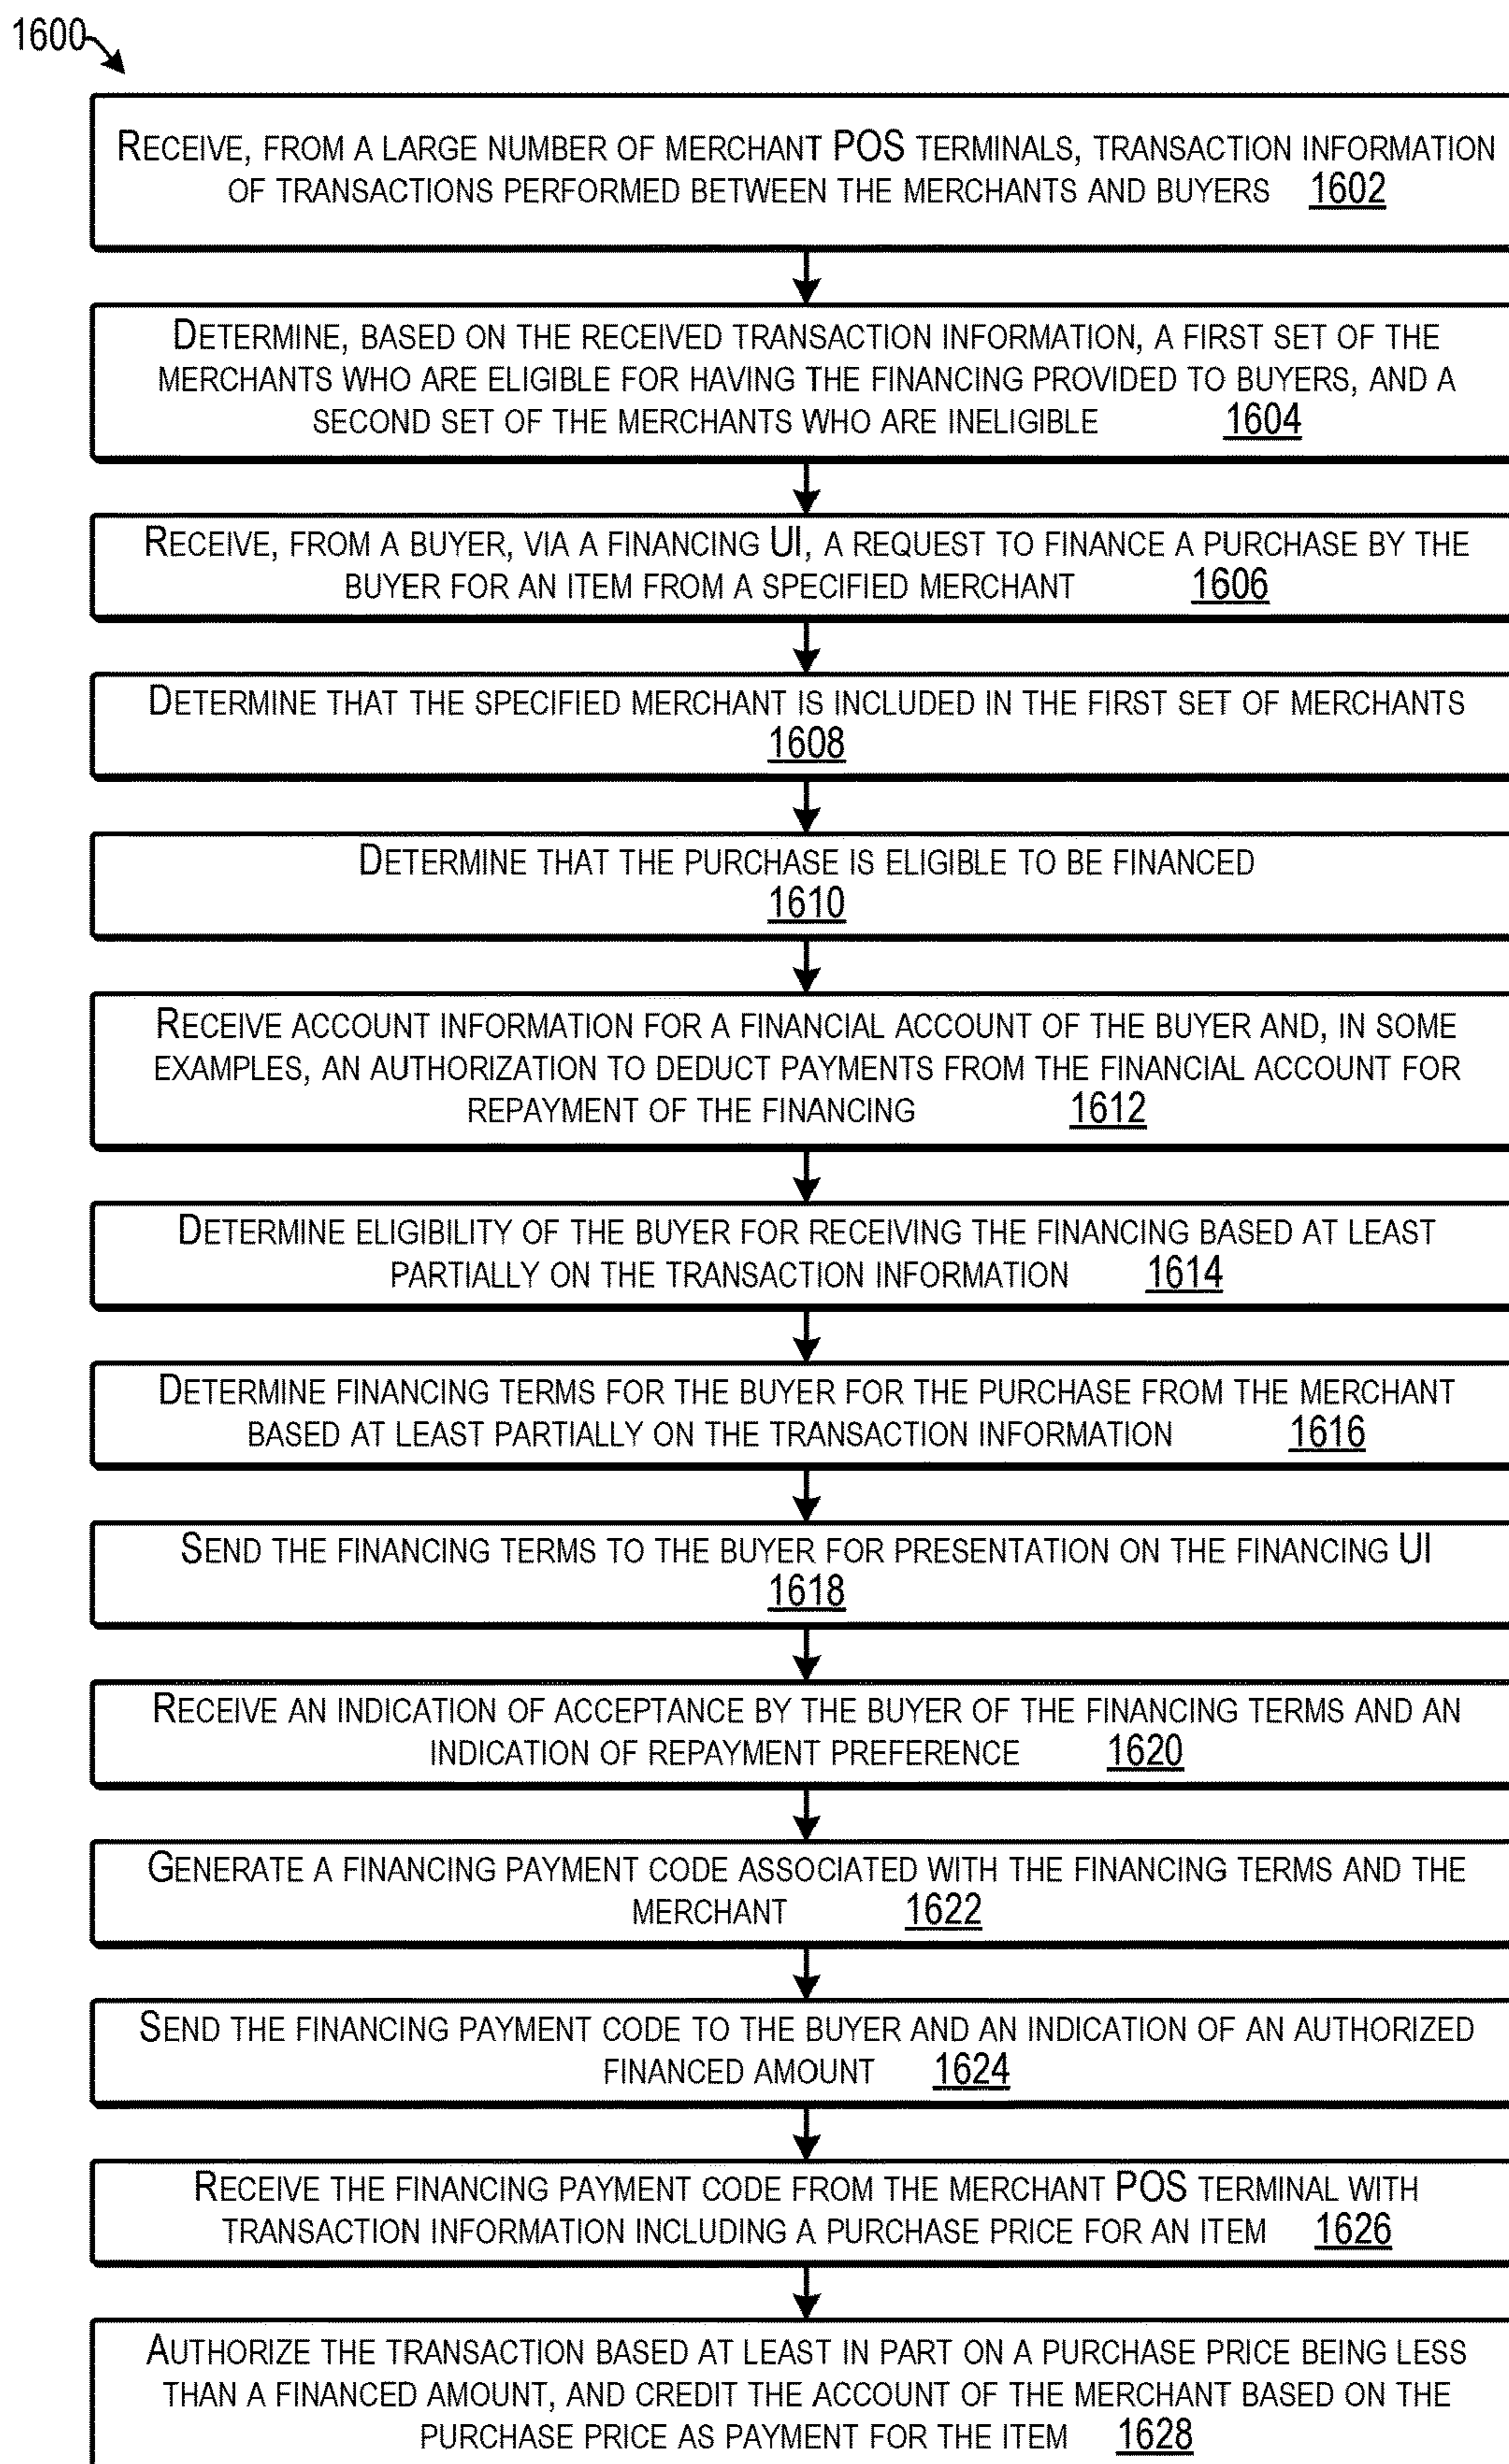 1600
RECEIVE, FROM A LARGE NUMBER OF MERCHANT POS TERMINALS, TRANSACTION INFORMATION
OF TRANSACTIONS PERFORMED BETWEEN THE MERCHANTS AND BUYERS 1602
DETERMINE, BASED ON THE RECEIVED TRANSACTION INFORMATION, A FIRST SET OF THE
MERCHANTS WHO ARE ELIGIBLE FOR HAVING THE FINANCING PROVIDED TO BUYERS, AND A
SECOND SET OF THE MERCHANTS WHO ARE INELIGIBLE 1604
RECEIVE, FROM A BUYER, VIA A FINANCING UI, A REQUEST TO FINANCE A PURCHASE BY THE
BUYER FOR AN ITEM FROM A SPECIFIED MERCHANT 1606
DETERMINE THAT THE SPECIFIED MERCHANT IS INCLUDED IN THE FIRST SET OF MERCHANTS
1608
DETERMINE THAT THE PURCHASE IS ELIGIBLE TO BE FINANCED
1610
RECEIVE ACCOUNT INFORMATION FOR A FINANCIAL ACCOUNT OF THE BUYER AND, IN SOME
EXAMPLES, AN AUTHORIZATION TO DEDUCT PAYMENTS FROM THE FINANCIAL ACCOUNT FOR
REPAYMENT OF THE FINANCING 1612
DETERMINE ELIGIBILITY OF THE BUYER FOR RECEIVING THE FINANCING BASED AT LEAST
PARTIALLY ON THE TRANSACTION INFORMATION 1614
DETERMINE FINANCING TERMS FOR THE BUYER FOR THE PURCHASE FROM THE MERCHANT
BASED AT LEAST PARTIALLY ON THE TRANSACTION INFORMATION 1616
SEND THE FINANCING TERMS TO THE BUYER FOR PRESENTATION ON THE FINANCING UI
1618
RECEIVE AN INDICATION OF ACCEPTANCE BY THE BUYER OF THE FINANCING TERMS AND AN
INDICATION OF REPAYMENT PREFERENCE 1620
GENERATE A FINANCING PAYMENT CODE ASSOCIATED WITH THE FINANCING TERMS AND THE
MERCHANT 1622
SEND THE FINANCING PAYMENT CODE TO THE BUYER AND AN INDICATION OF AN AUTHORIZED
FINANCED AMOUNT 1624
RECEIVE THE FINANCING PAYMENT CODE FROM THE MERCHANT POS TERMINAL WITH
TRANSACTION INFORMATION INCLUDING A PURCHASE PRICE FOR AN ITEM 1626
AUTHORIZE THE TRANSACTION BASED AT LEAST IN PART ON A PURCHASE PRICE BEING LESS
THAN A FINANCED AMOUNT, AND CREDIT THE ACCOUNT OF THE MERCHANT BASED ON THE
PURCHASE PRICE AS PAYMENT FOR THE ITEM 1628